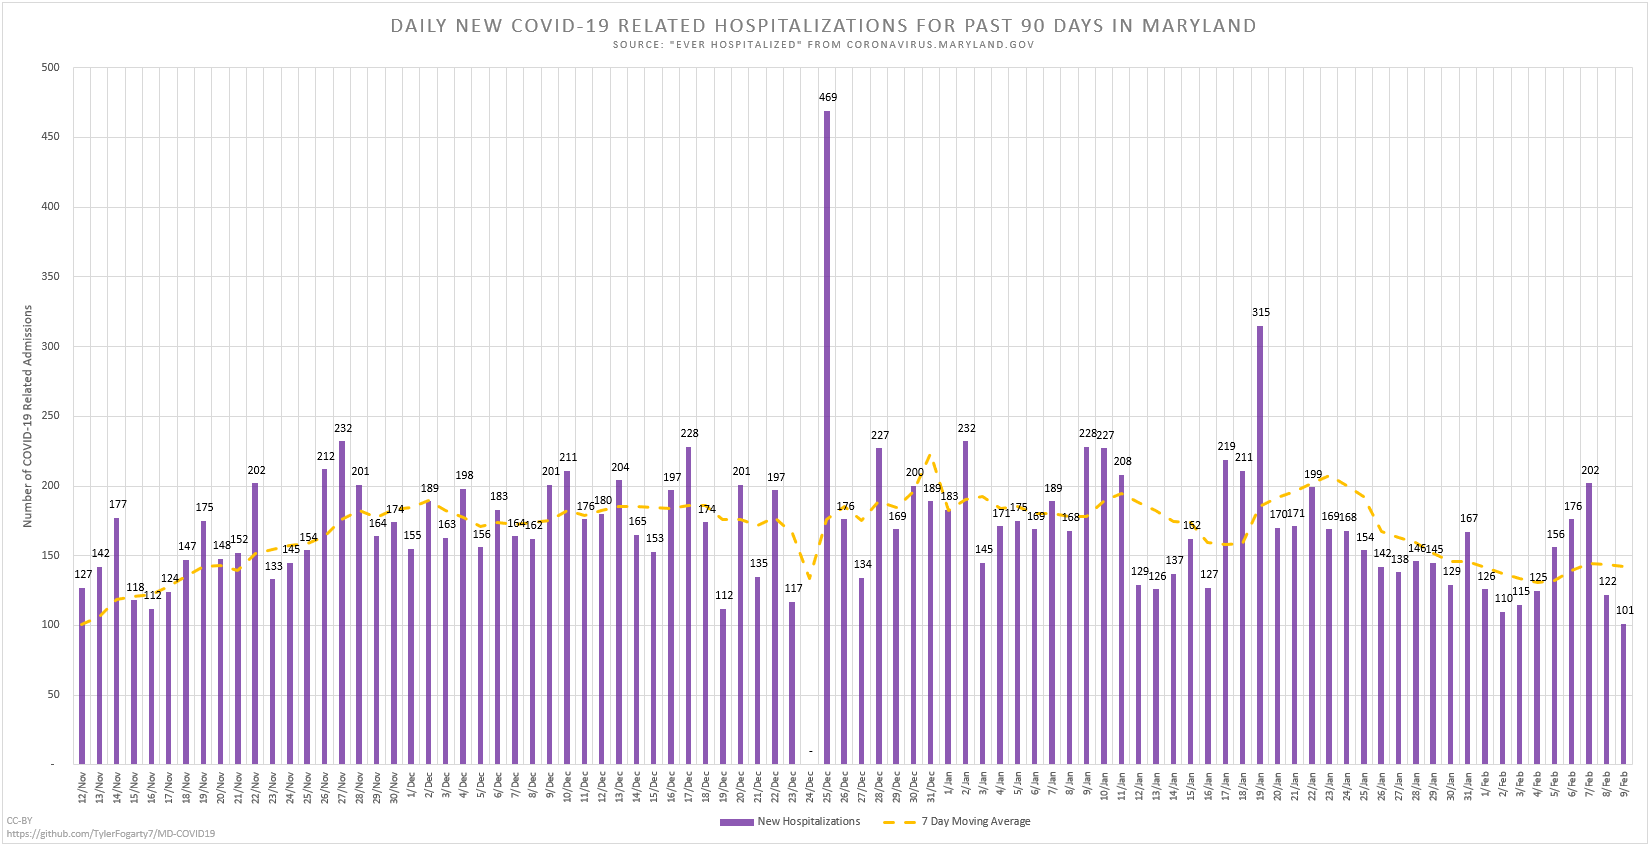 DAILY NEW COVID-19 RELATED HOSPITALIZATIONS FOR PAST 90 DAYS IN MARYLAND
SOURCE: "EVER HOSPITALIZED" FROM CORONAVIRUS.MARYLAND.GOV
Number of COVID-19 Related Admissions
500
450
400
350
300
250
200
150
100
50
-
127 142 177 118 112 124 147 175 148 152 202 133 145 154 212 232 201 164 174 155 189 163 198 156 183 164 162 201 211 176 180 204 165 153 197 228 174 112 201 135 197 117 - 469 176 134 227 169 200 189 183 232 145 171 175 169 189 168 228 227 208 129 126 137 162 127 219 211 315 170 171 199 169 168 154 142 138 146 145 129 167 126 110 115 125 156 176 202 122 101
12/Nov 13/Nov 14/Nov 15/Nov 16/Nov 17/Nov 18/Nov 19/Nov 20/Nov 21/Nov 22/Nov 23/Nov 24/Nov 25/Nov 26/Nov 27/Nov 28/Nov 29/Nov 30/Nov 1/Dec 2/Dec 3/Dec 4/Dec 5/Dec 6/Dec 7/Dec 8/Dec 9/Dec 10/Dec 11/Dec 12/Dec 13/Dec 14/Dec 15/Dec 16/Dec 17/Dec 18/Dec 19/Dec 20/Dec 21/Dec 22/Dec 23/Dec 24/Dec 25/Dec 26/Dec 27/Dec 28/Dec 29/Dec 30/Dec 31/Dec 1/Jan 2/Jan 3/Jan 4/Jan 5/Jan 6/Jan 7/Jan 8/Jan 9/Jan 10/Jan 11/Jan 12/Jan 13/Jan 14/Jan 15/Jan 16/Jan 17/Jan 18/Jan 19/Jan 20/Jan 21/Jan 22/Jan 23/Jan 24/Jan 25/Jan 26/Jan 27/Jan 28/Jan 29/Jan 30/Jan 31/Jan 1/Feb 2/Feb 3/Feb 4/Feb 5/Feb 6/Feb 7/Feb 8/Feb 9/Feb
New Hospitalizations 7 Day Moving Average
CC-BY
https://github.com/TylerFogarty7/MD-COVID19